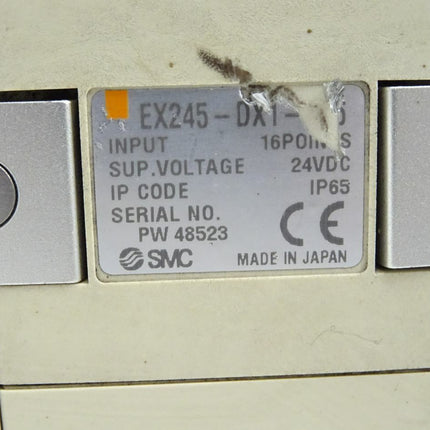 EX245-DX1-
INPUT 16POINTS
SUP.VOLTAGE 24VDC
IP CODE IP65
SERIAL NO.
PW 48523 CE
SMC MADE IN JAPAN